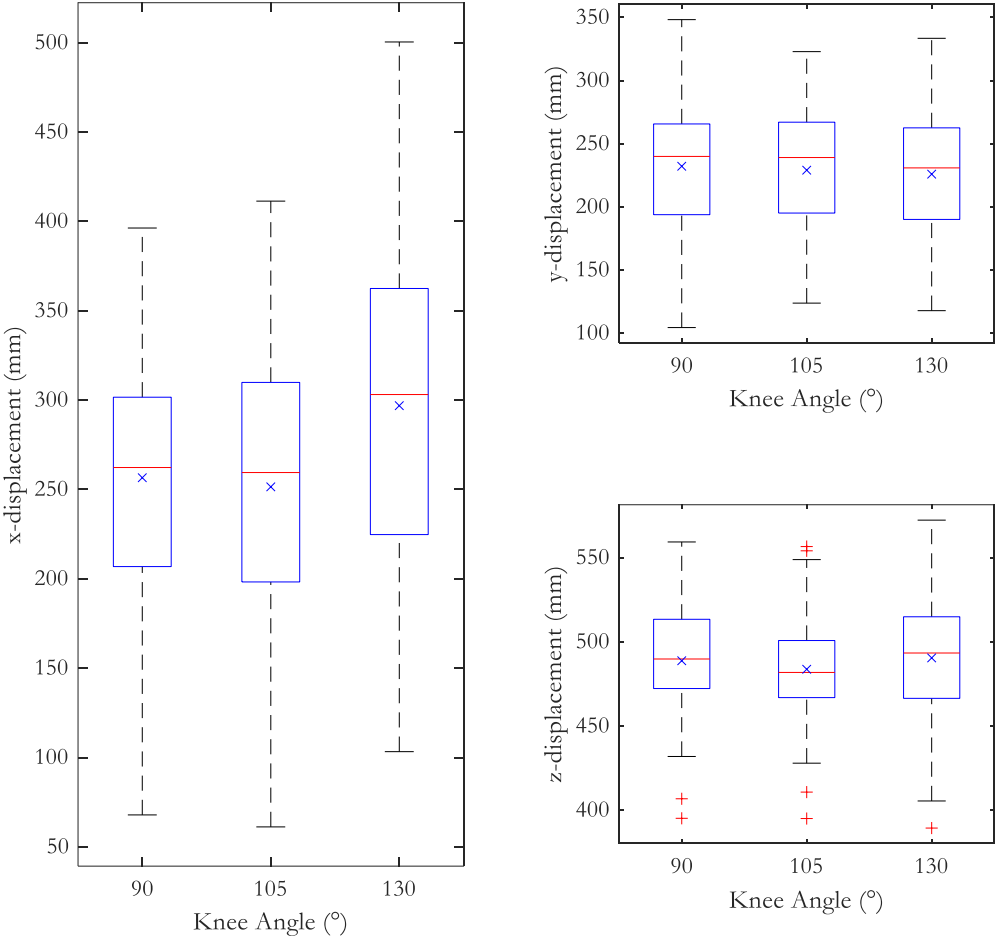 x-displacement (mm)
500
450
400
350
300
250
200
150
100
50
90 105 130
Knee Angle (°)
y-displacement (mm)
350
300
250
200
150
100
90 105 130
Knee Angle (°)
z-displacement (mm)
550
500
450
400
90 105 130
Knee Angle (°)